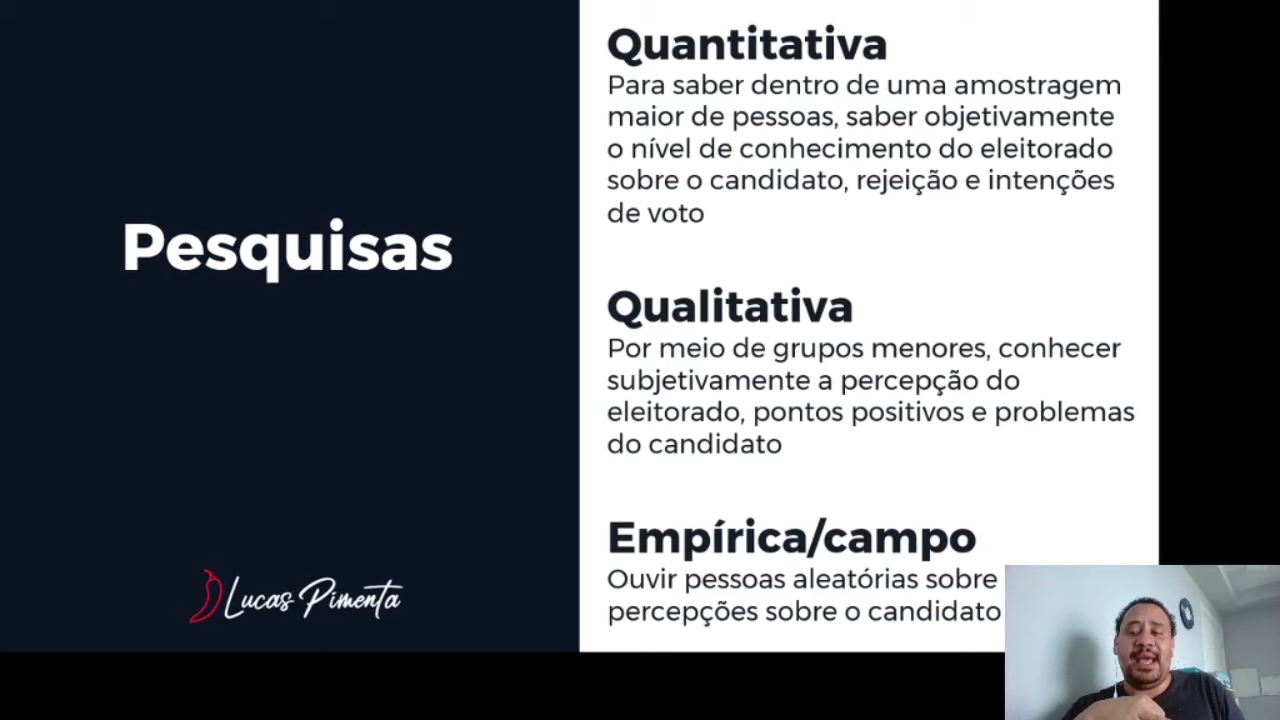 Pesquisas
Lucas Pimenta
Quantitativa
Para saber dentro de uma amostragem
maior de pessoas, saber objetivamente
o nível de conhecimento do eleitorado
sobre o candidato, rejeição e intenções
de voto
Qualitativa
Por meio de grupos menores, conhecer
subjetivamente a percepção do
eleitorado, pontos positivos e problemas
do candidato
Empírica/campo
Ouvir pessoas aleatórias sobre
percepções sobre o candidato